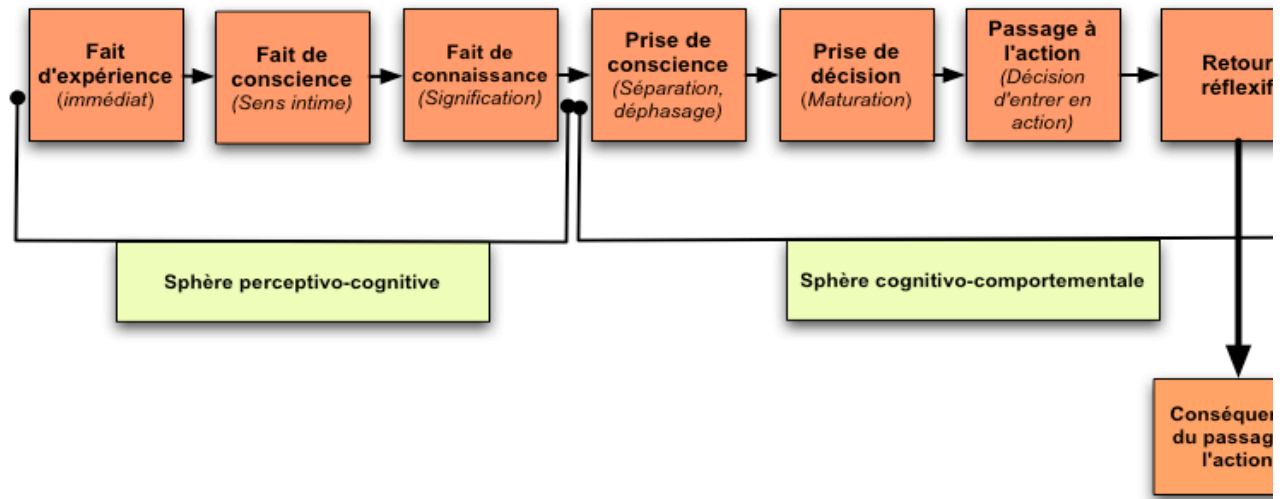 Fait
d'expérience
(immédiat)
Fait de
conscience
(Sens intime)
Fait de
connaissance
(Signification)
Prise de
conscience
(Séparation,
déphasage)
Prise de
décision
(Maturation)
Passage à
l'action
(Décision
d'entrer en
action)
Retour
réflexif
Sphère perceptivo-cognitive
Sphère cognitivo-comportementale
du
l'action